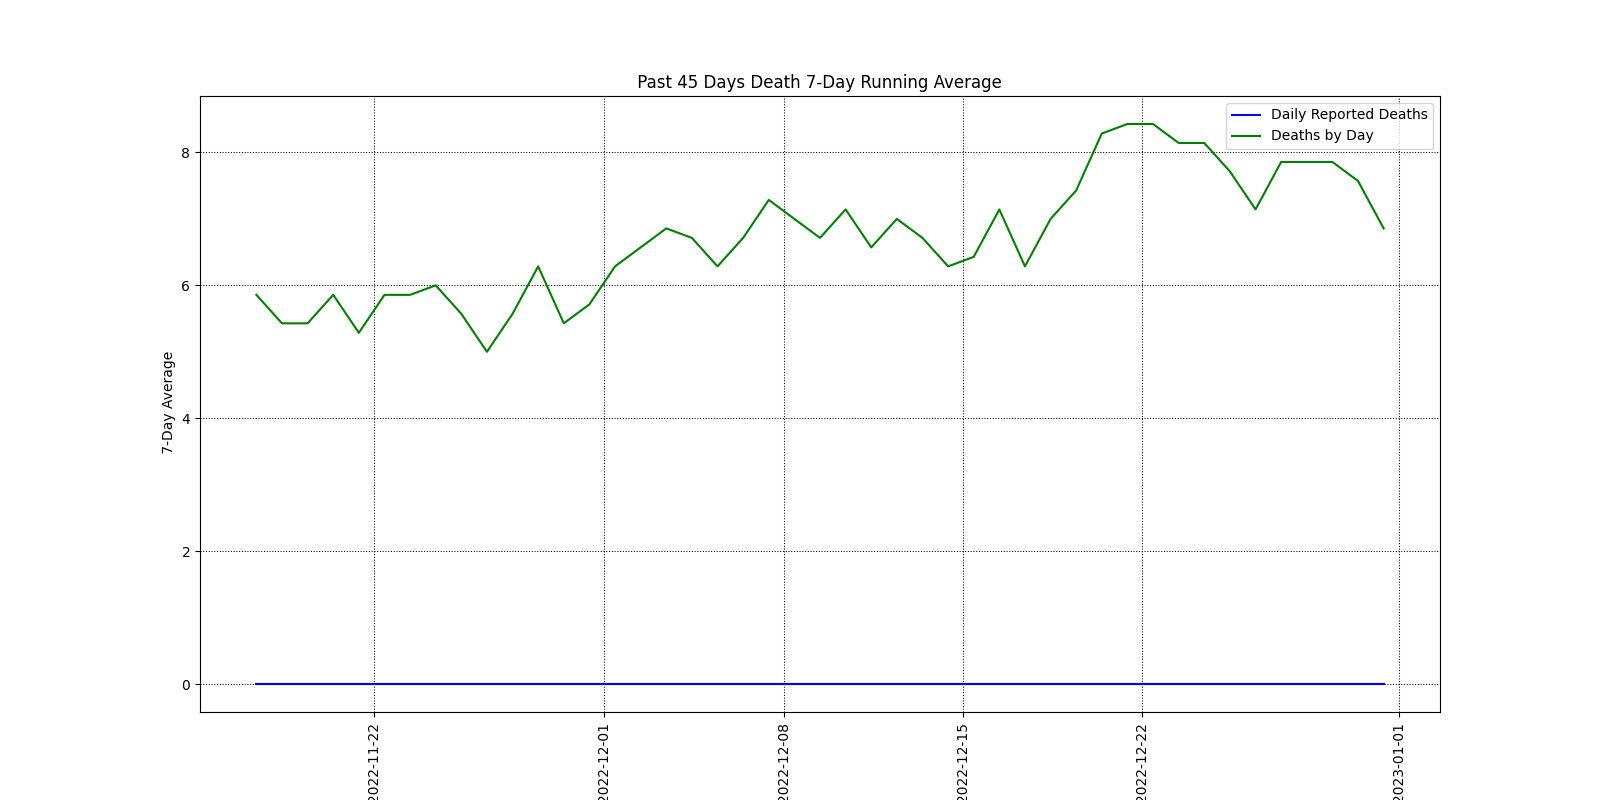 Past 45 Days Death 7-Day Running Average
Daily Reported Deaths
Deaths by Day
8
6
4
2
0
7-Day Average
2022-11-22
2022-12-01
2022-12-08
2022-12-15
2022-12-22
2023-01-01